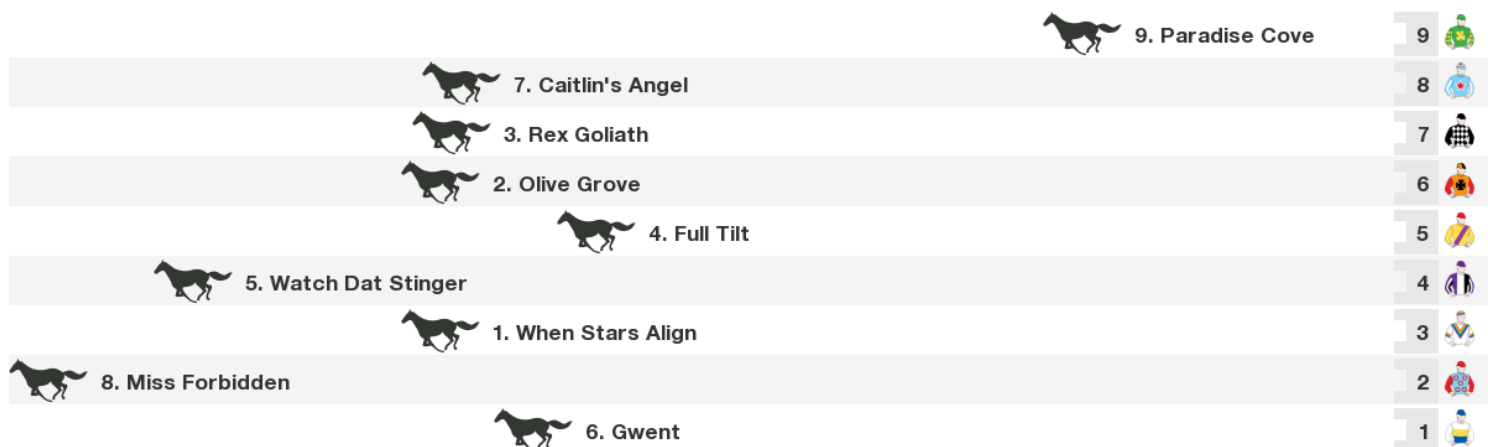 9. Paradise Cove 9
7. Caitlin's Angel 8
3. Rex Goliath 7
2. Olive Grove 6
4. Full Tilt 5
5. Watch Dat Stinger 4
1. When Stars Align 3
8. Miss Forbidden 2
6. Gwent 1